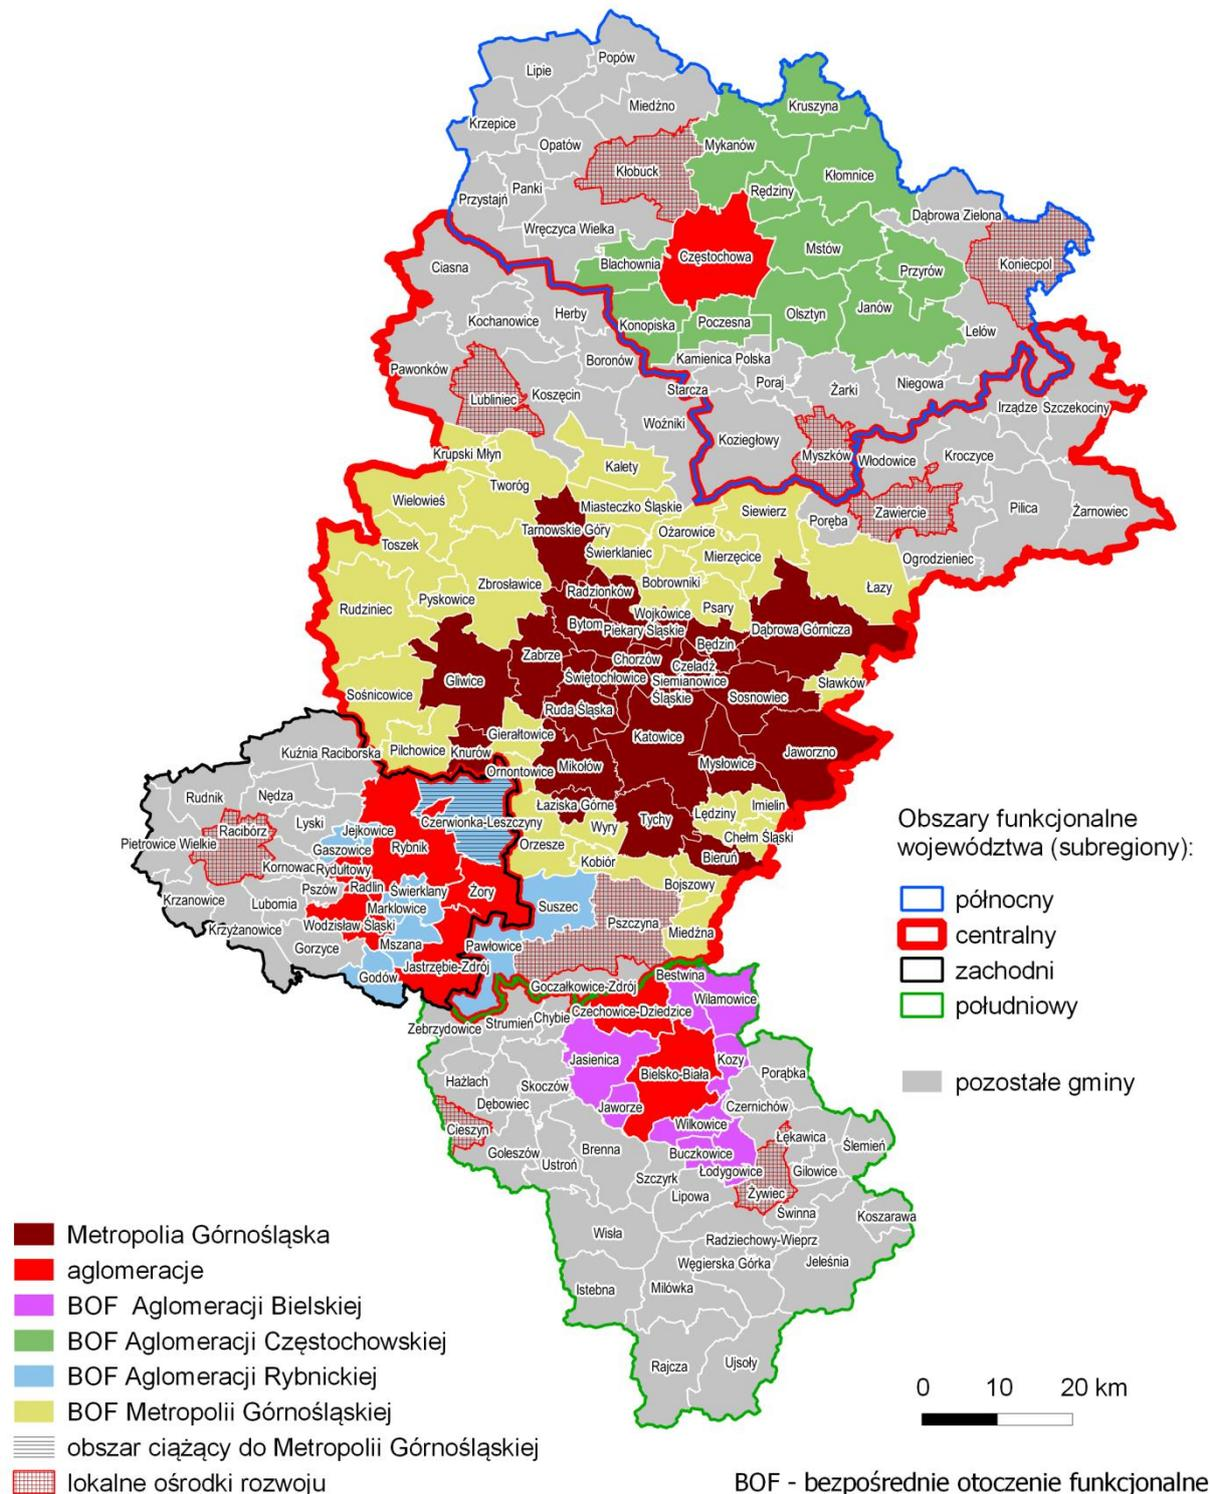 Popów
Lipie
Miedźno
Kruszyna
Krzepice
Opatów
Mykanów
Kłobuck
Kłomnice
Panki
Rędziny
Przystajń
Dąbrowa Zielona
Wręczyca Wielka
Mstów
Częstochowa
Blachownia
Koniecpol
Ciasna
Przyrów
Janów
Herby
Olsztyn
Kochanowice
Poczesna
Konopiska
Lelów
Kamienica Polska
Boronów
Pawonków
Poraj
Niegowa
Żarki
Starcza
Koszęcin
Lubliniec
Irządze
Szczekociny
Woźniki
Koziegłowy
Krupski Młyn
Myszków
Kroczyce
Włodowice
Kalety
Tworóg
Wielowieś
Miasteczko Śląskie
Pilica
Siewierz
Zawiercie
Żarnowiec
Poręba
Tarnowskie Góry
Ożarowice
Toszek
Świerklaniec
Mierzęcice
Ogrodzieniec
Zbrosławice
Bobrowniki
Łazy
Radzionków
Pyskowice
Rudziniec
Psary
Wojkowice
Bytom
Piekary Śląskie
Dąbrowa Górnicza
Będzin
Zabrze
Chorzów
Czeladź
Świętochłowice
Siemianowice
Śląskie
Gliwice
Sławków
Sośnicowice
Sosnowiec
Ruda Śląska
Gierałtowice
Katowice
Pilchowice
Knurów
Kuźnia Raciborska
Jaworzno
Mysłowice
Mikołów
Ornontowice
Nędza
Rudnik
Łaziska Górne
Imielin
Lędziny
Tychy
Lyski
Czerwionka-Leszczyny
Wyry
Jejkowice
Racibórz
Chełm Śląski
Pietrowice Wielkie
Orzesze
Rybnik
Gaszowice
Bieruń
Kobiór
Kornowac
Rydułtowy
Bojszowy
Pszów
Radlin
Świerklany
Żory
Krzanowice
Lubomia
Marklowice
Suszec
Pszczyna
Wodzisław Śląski
Krzyżanowice
Miedźna
Mszana
Pawłowice
Gorzyce
Jastrzębie-Zdrój
Godów
Bestwina
Goczałkowice-Zdrój
Wilamowice
Czechowice-Dziedzice
Chybie
Strumień
Zebrzydowice
Jasienica
Kozy
Porąbka
Bielsko-Biała
Hażlach
Skoczów
Dębowiec
Jaworze
Czernichów
Wilkowice
Cieszyn
Łękawica
Ślemień
Brenna
Goleszów
Buczkowice
Ustroń
Łodygowice
Gilowice
Szczyrk
Żywiec
Lipowa
Świnna
Koszarawa
Wisła
Radziechowy-Wieprz
Węgierska Górka
Jeleśnia
Istebna
Milówka
Rajcza
Ujsoły
Obszary funkcjonalne
województwa (subregiony):
północny
centralny
zachodni
południowy
pozostałe gminy
Metropolia Górnośląska
aglomeracje
BOF Aglomeracji Bielskiej
BOF Aglomeracji Częstochowskiej
BOF Aglomeracji Rybnickiej
BOF Metropolii Górnośląskiej
obszar ciążący do Metropolii Górnośląskiej
lokalne ośrodki rozwoju
0 10 20 km
BOF - bezpośrednie otoczenie funkcjonalne